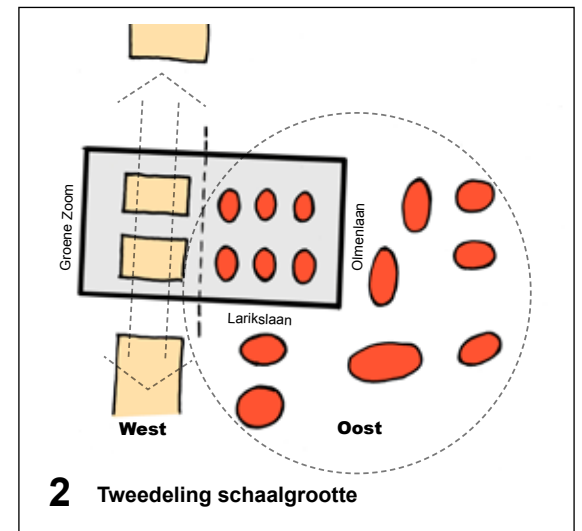 Groene Zoom
Olmenlaan
Larikslaan
West
Oost
2 Tweedeling schaalgrootte